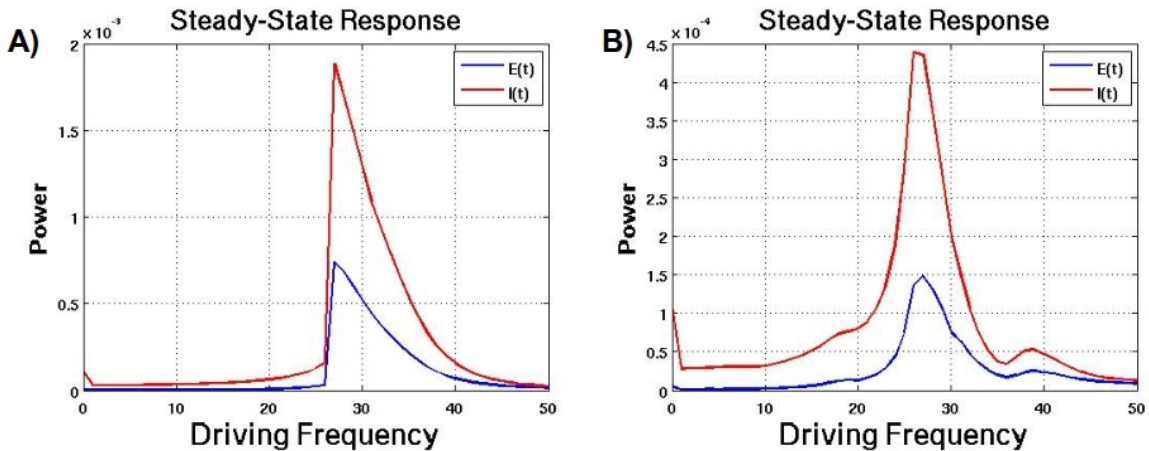 A)
Steady-State Response
× 10⁻³
2
1.5
1
0.5
0
Power
0
10
20
30
40
50
Driving Frequency
E(t)
I(t)
B)
Steady-State Response
× 10⁻⁴
4.5
4
3.5
3
2.5
2
1.5
1
0.5
0
Power
0
10
20
30
40
50
Driving Frequency
E(t)
I(t)